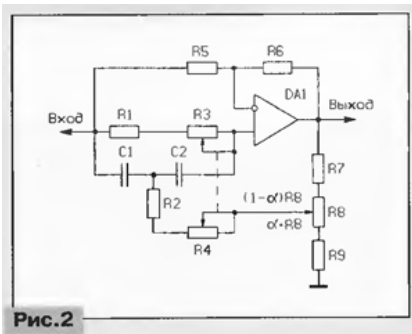 R5
R6
DA1
Вход
Выход
R1
R3
C1
C2
R7
R2
(1-α)R8
R8
α·R8
R4
R9
Рис.2